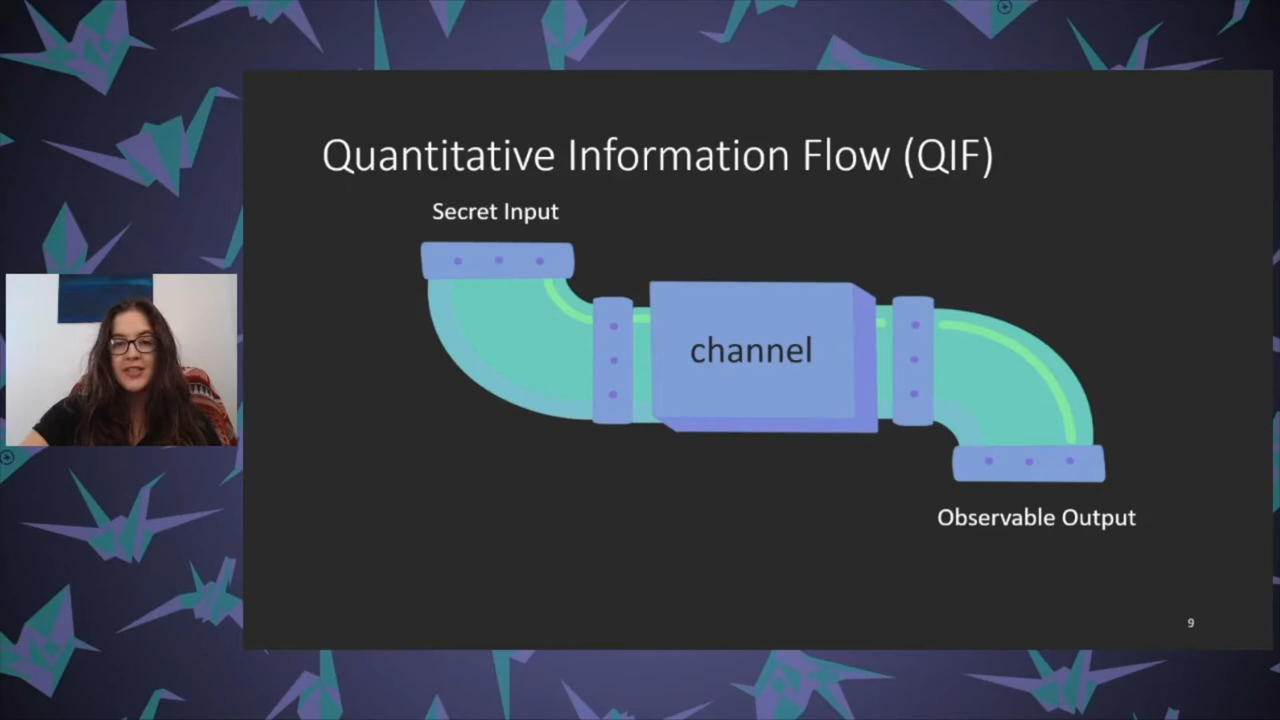 Quantitative Information Flow (QIF)
Secret Input
channel
Observable Output
9